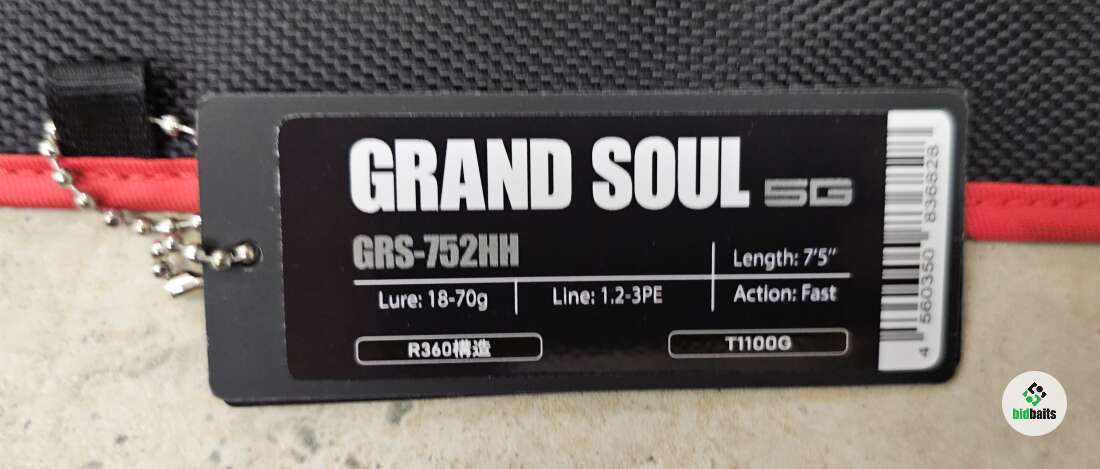 GRAND SOUL 5G
GRS-752HH
Length: 7'5"
Lure: 18-70g
Line: 1.2-3PE
Action: Fast
R360構造
T1100G
4 560350 836828
bidbaits